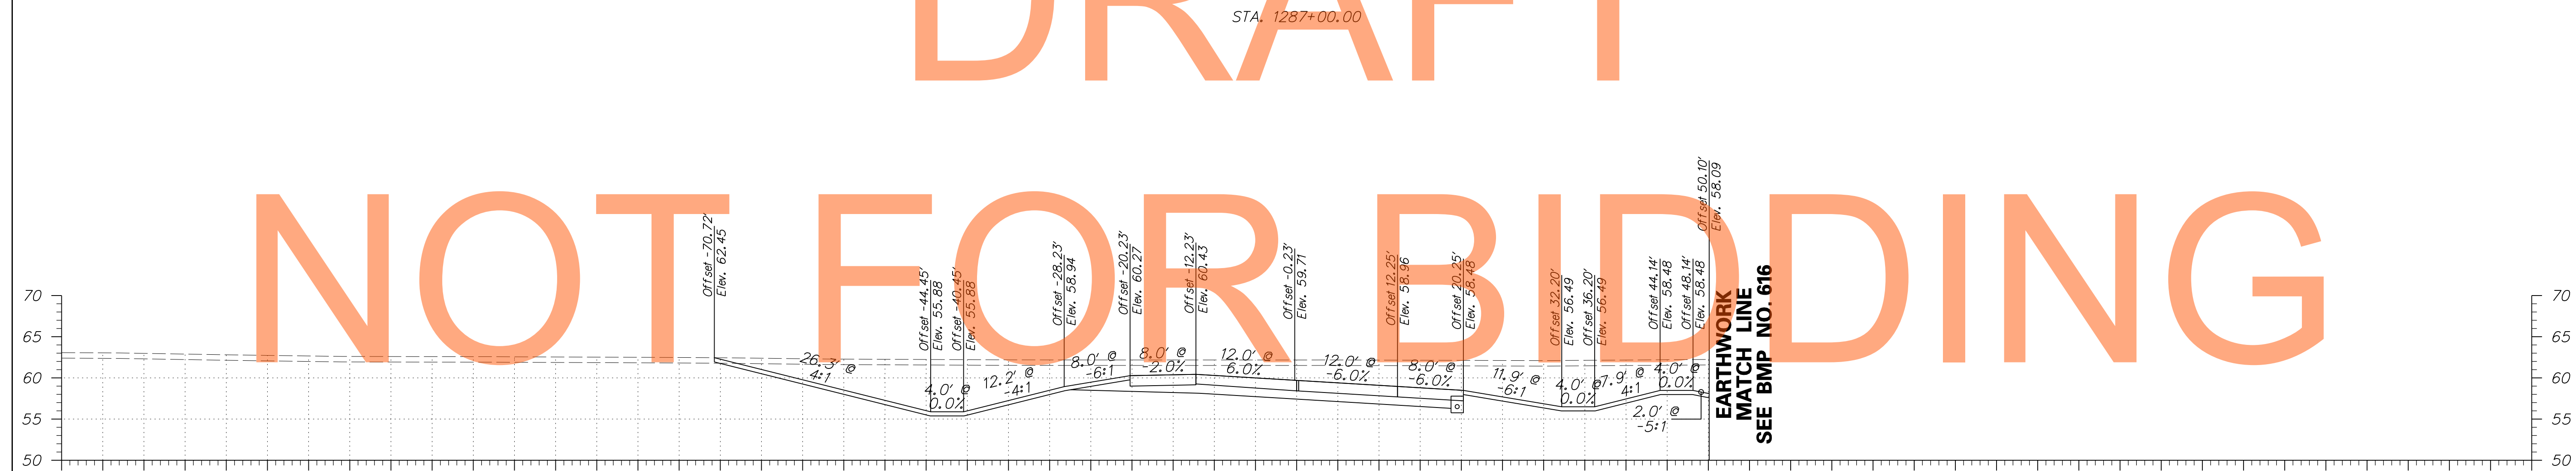 DRAFT
STA. 1287+00.00
NOT FOR BIDDING
Offset -70.72'
Elev. 62.45
Offset -44.45'
Elev. 55.88
Offset -40.45'
Elev. 55.88
Offset -28.23'
Elev. 58.94
Offset -20.23'
Elev. 60.27
Offset -12.23'
Elev. 60.43
Offset -0.23'
Elev. 59.71
Offset 12.25'
Elev. 58.96
Offset 20.25'
Elev. 58.48
Offset 32.20'
Elev. 56.49
Offset 36.20'
Elev. 56.49
Offset 44.14'
Elev. 58.48
Offset 48.14'
Elev. 58.48
Offset 50.10'
Elev. 58.09
EARTHWORK
MATCH LINE
SEE BMP NO. 616
26.3' @
4:1
4.0' @
0.0%
12.2' @
-4:1
8.0' @
-6:1
8.0' @
-2.0%
12.0' @
6.0%
12.0' @
-6.0%
8.0' @
-6.0%
11.9' @
-6:1
4.0' @
0.0%
7.9' @
4:1
4.0' @
0.0%
2.0' @
-5:1
70
65
60
55
50
70
65
60
55
50